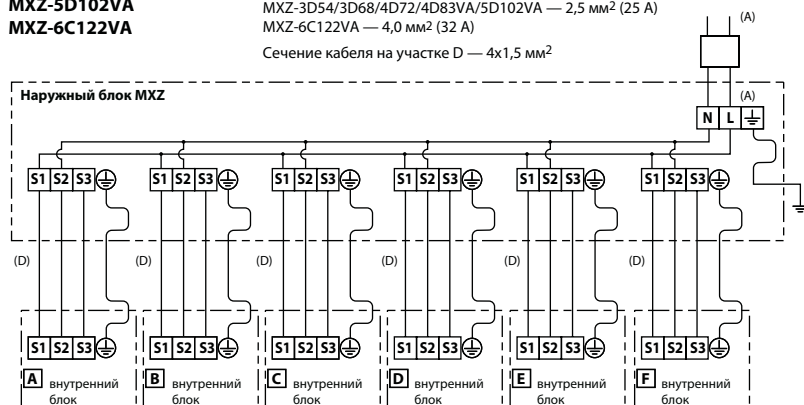 MXZ-5D102VA
MXZ-6C122VA
MXZ-3D54/3D68/4D72/4D83VA/5D102VA — 2,5 мм² (25 A)
MXZ-6C122VA — 4,0 мм² (32 A)
Сечение кабеля на участке D — 4x1,5 мм²
(A)
Наружный блок MXZ
(A)
N L
S1 S2 S3 S1 S2 S3 S1 S2 S3 S1 S2 S3 S1 S2 S3 S1 S2 S3
(D) (D) (D) (D) (D) (D)
S1 S2 S3 S1 S2 S3 S1 S2 S3 S1 S2 S3 S1 S2 S3 S1 S2 S3
A внутренний B внутренний C внутренний D внутренний E внутренний F внутренний
блок блок блок блок блок блок